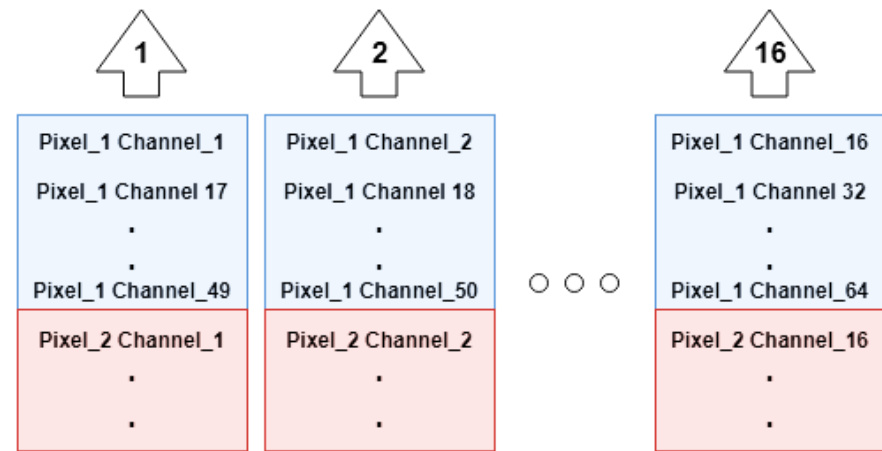 1
2
16
Pixel_1 Channel_1
Pixel_1 Channel_2
Pixel_1 Channel_16
Pixel_1 Channel 17
Pixel_1 Channel 18
Pixel_1 Channel 32
Pixel_1 Channel_49
Pixel_1 Channel_50
Pixel_1 Channel_64
Pixel_2 Channel_1
Pixel_2 Channel_2
Pixel_2 Channel_16